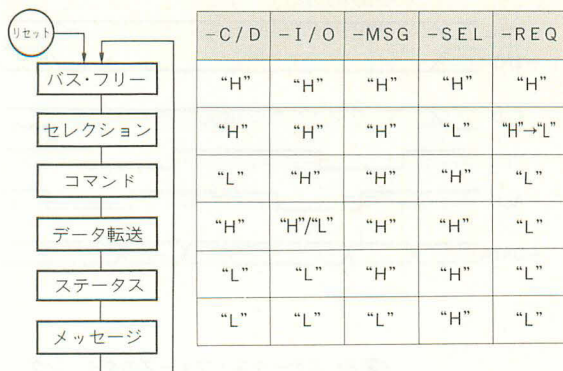 リセット
-C/D -I/O -MSG -SEL -REQ
バス・フリー “H” “H” “H” “H” “H”
セレクション “H” “H” “H” “L” “H”→“L”
コマンド “L” “H” “H” “H” “L”
データ転送 “H” “H”/“L” “H” “H” “L”
ステータス “L” “L” “H” “H” “L”
メッセージ “L” “L” “L” “H” “L”